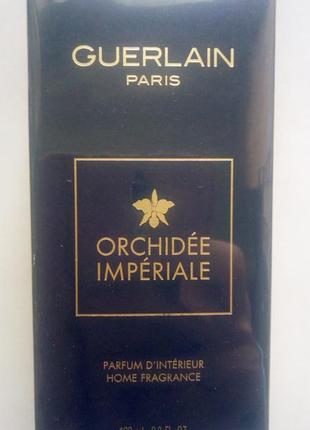 GUERLAIN
PARIS
ORCHIDÉE
IMPÉRIALE
PARFUM D'INTÉRIEUR
HOME FRAGRANCE